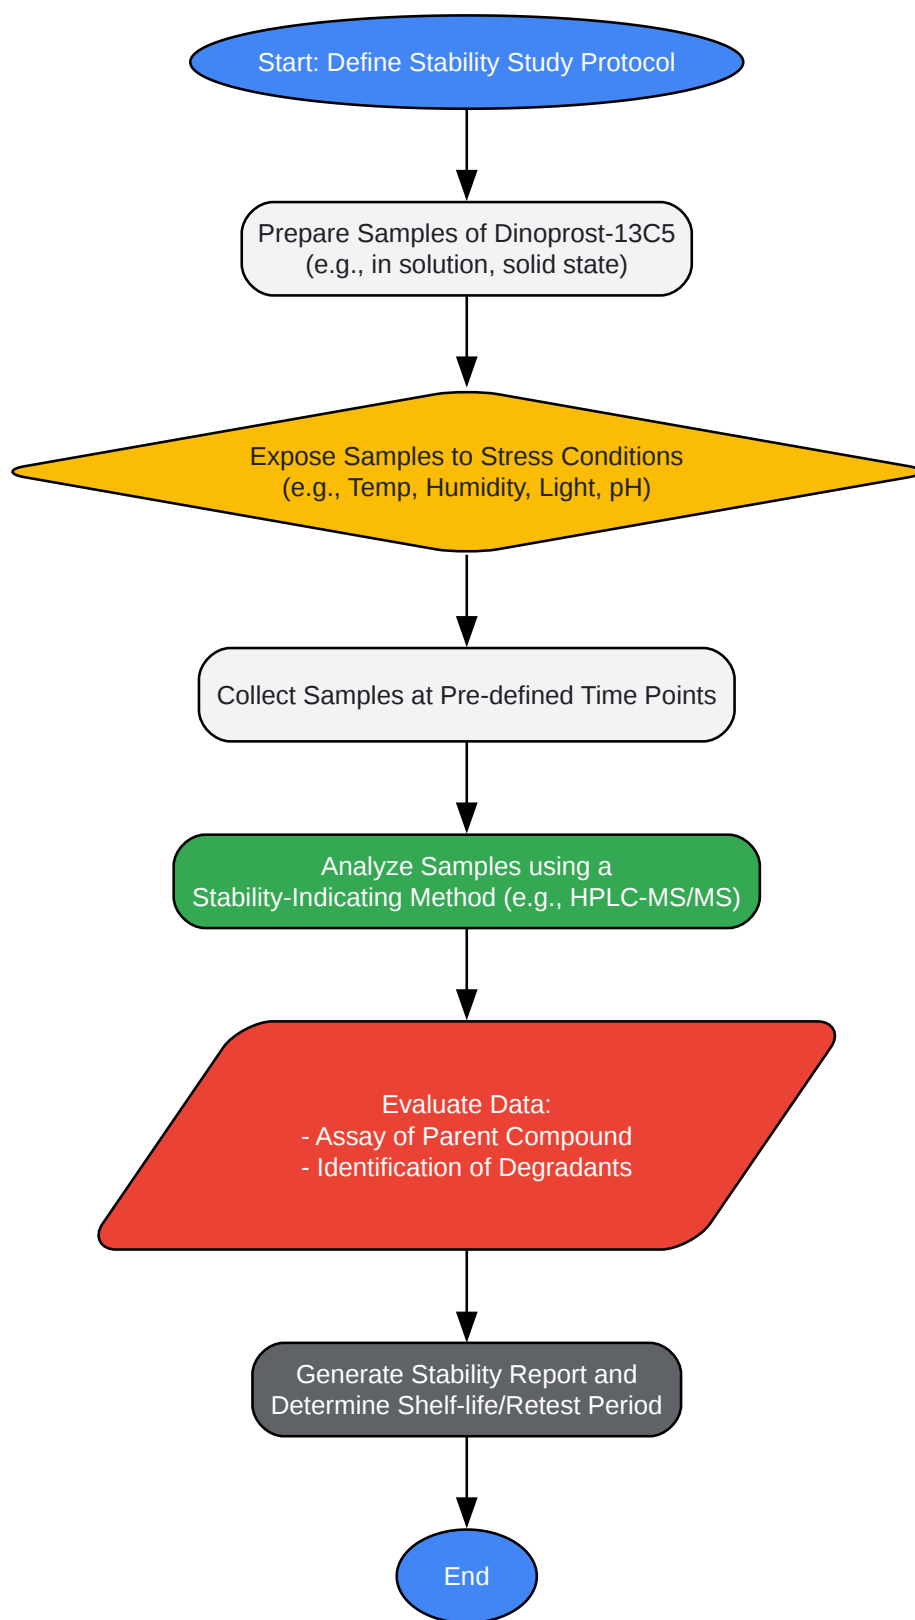 Start: Define Stability Study Protocol
Prepare Samples of Dinoprost-13C5
(e.g., in solution, solid state)
Expose Samples to Stress Conditions
(e.g., Temp, Humidity, Light, pH)
Collect Samples at Pre-defined Time Points
Analyze Samples using a
Stability-Indicating Method (e.g., HPLC-MS/MS)
Evaluate Data:
- Assay of Parent Compound
- Identification of Degradants
Generate Stability Report and
Determine Shelf-life/Retest Period
End